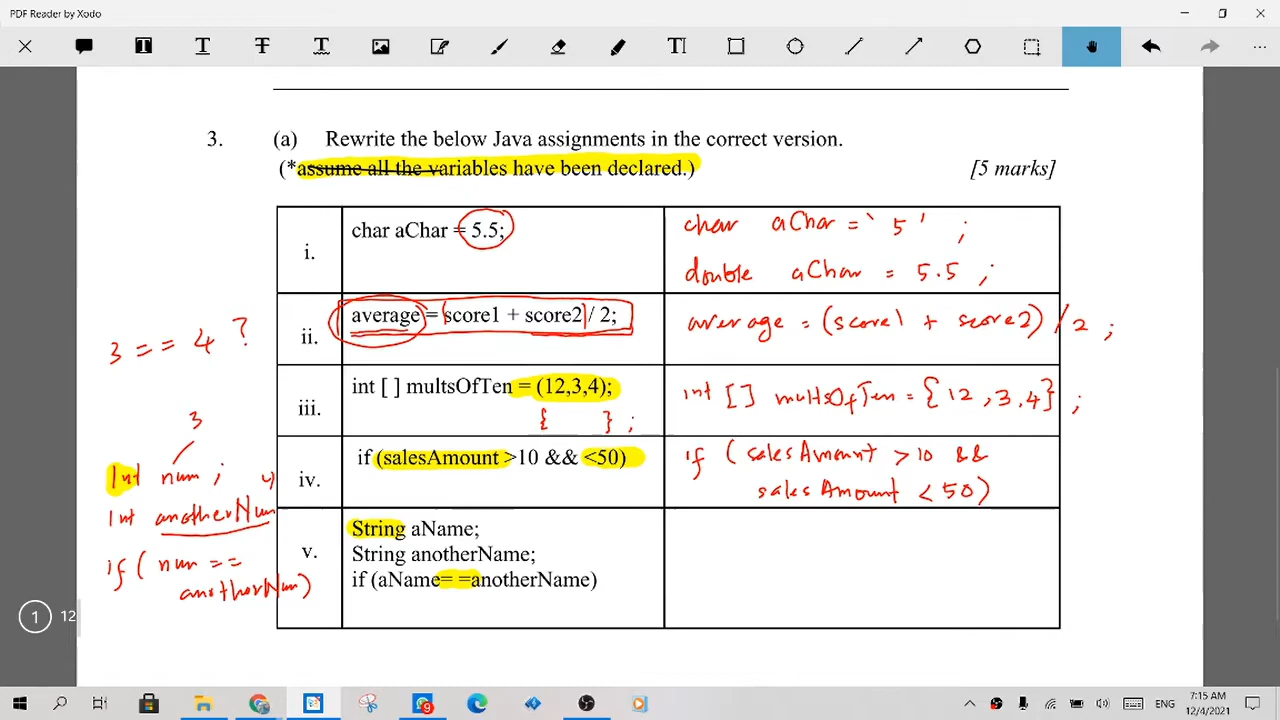 PDF Reader by Xodo
3. (a) Rewrite the below Java assignments in the correct version.
(*assume all the variables have been declared.) [5 marks]
i. char aChar = 5.5;
char aChar = ` 5 ' ;
double aChar = 5.5 ;
ii. average = score1 + score2 / 2;
average = (score1 + score2) / 2 ;
iii. int [ ] multsOfTen = (12,3,4);
{ } ;
int [] multsOfTen = { 12 , 3 . 4 } ;
iv. if (salesAmount >10 && <50)
if ( salesAmount > 10 &&
salesAmount < 50 )
v. String aName;
String anotherName;
if (aName= =anotherName)
3 = = 4 ?
3
Int num ;
Int anotherNum
if ( num ==
anotherNum )
1 12
9
7:15 AM
12/4/2021